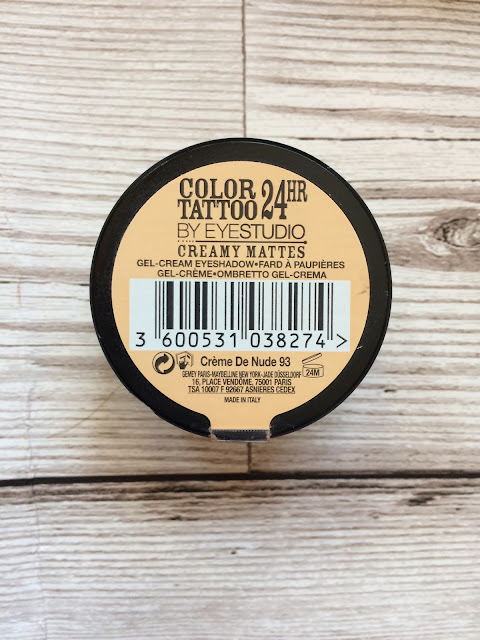 COLOR
TATTOO 24HR
BY EYESTUDIO
CREAMY MATTES
GEL-CREAM EYESHADOW•FARD À PAUPIÈRES
GEL-CRÈME•OMBRETTO GEL-CREMA
3 600531 038274 >
Crème De Nude 93
24M
GEMEY PARIS-MAYBELLINE NEW YORK-JADE DÜSSELDORF
16, PLACE VENDÔME, 75001 PARIS
TSA 10007 F 92667 ASNIERES CEDEX
MADE IN ITALY